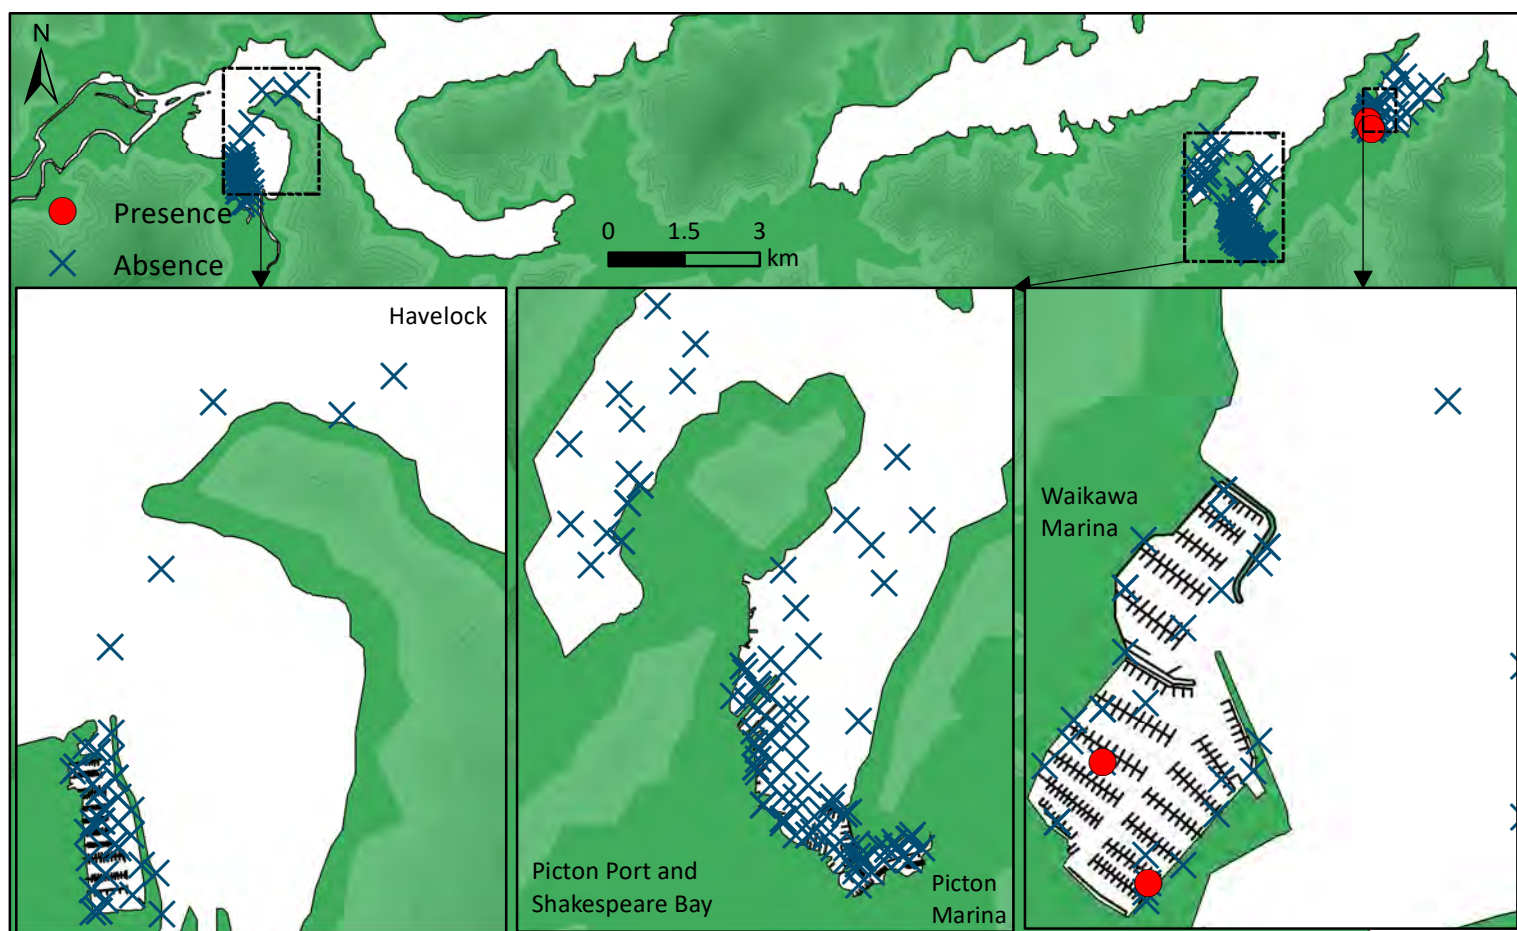 N
Presence
Absence
0 1.5 3
km
Havelock
Picton Port and
Shakespeare Bay
Picton
Marina
Waikawa
Marina